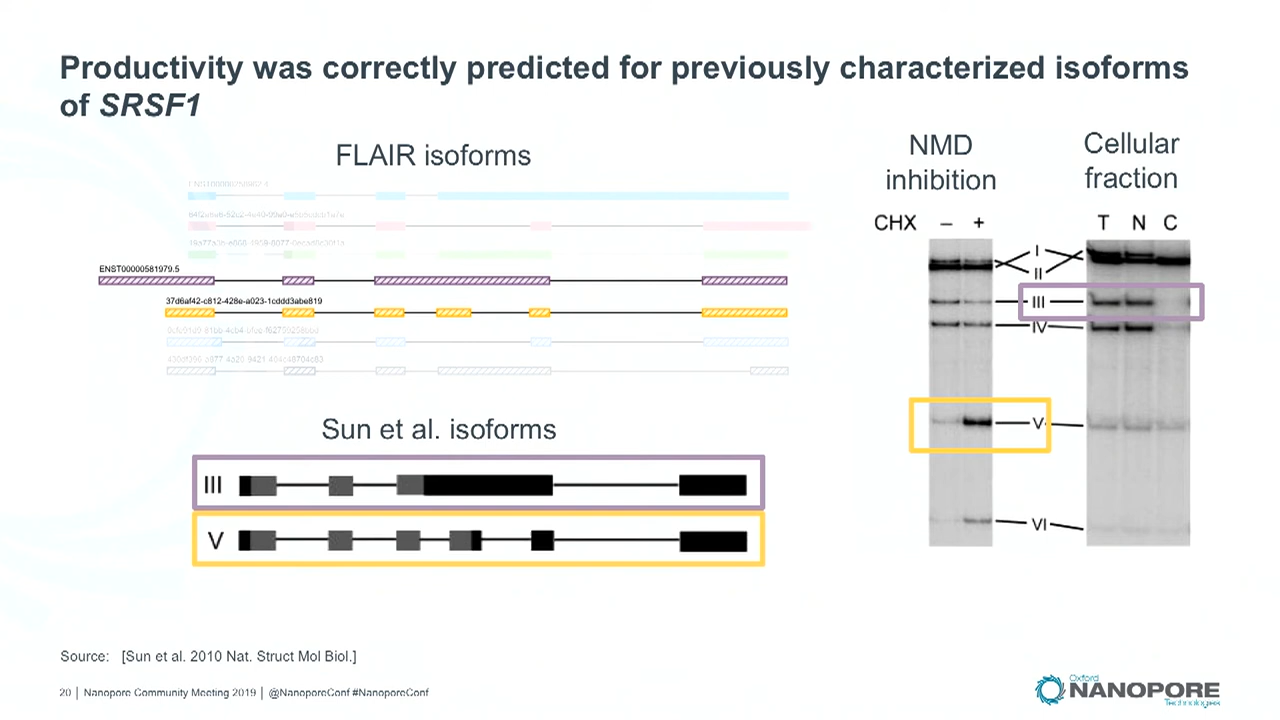 Productivity was correctly predicted for previously characterized isoforms
of SRSF1
FLAIR isoforms
NMD
inhibition
Cellular
fraction
CHX – +
T N C
ENST00000581979.5
37d6af42-c812-428e-a023-1cddd3abe819
I
II
III
IV
V
VI
Sun et al. isoforms
III
V
Source: [Sun et al. 2010 Nat. Struct Mol Biol.]
20 | Nanopore Community Meeting 2019 | @NanoporeConf #NanoporeConf
Oxford
NANOPORE
Technologies